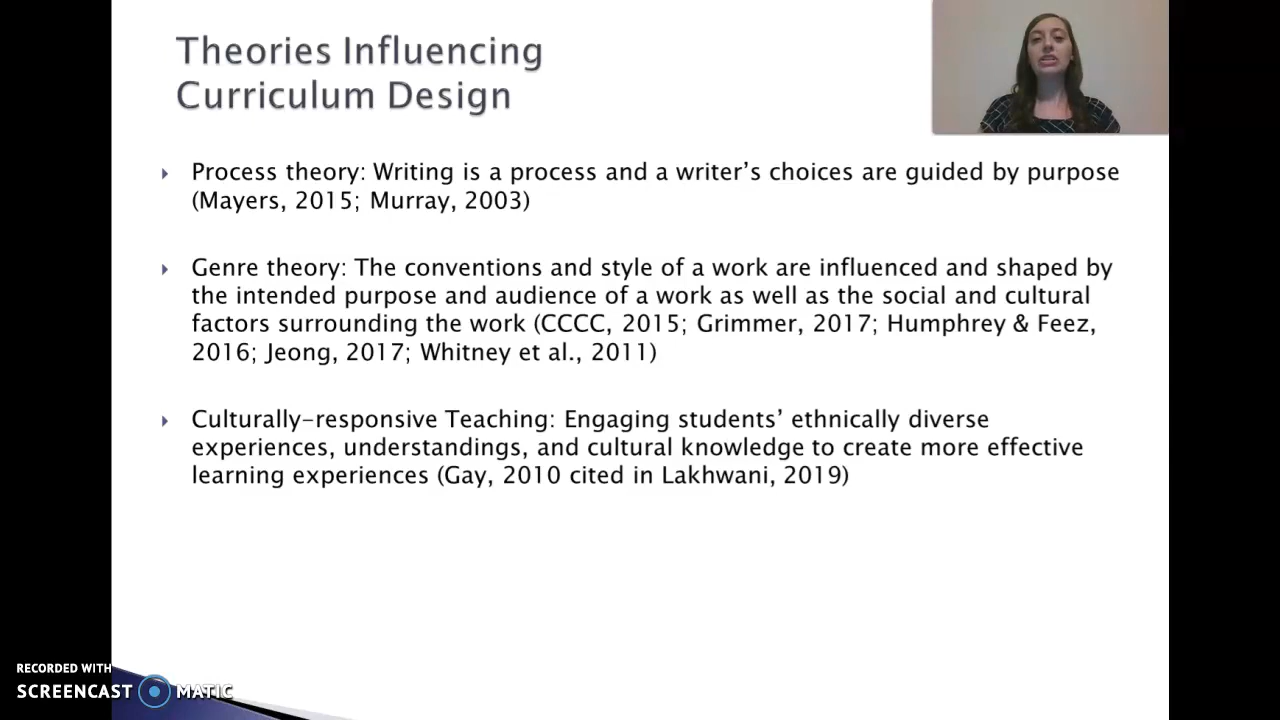 Theories Influencing
Curriculum Design
Process theory: Writing is a process and a writer’s choices are guided by purpose
(Mayers, 2015; Murray, 2003)
Genre theory: The conventions and style of a work are influenced and shaped by
the intended purpose and audience of a work as well as the social and cultural
factors surrounding the work (CCCC, 2015; Grimmer, 2017; Humphrey & Feez,
2016; Jeong, 2017; Whitney et al., 2011)
Culturally-responsive Teaching: Engaging students’ ethnically diverse
experiences, understandings, and cultural knowledge to create more effective
learning experiences (Gay, 2010 cited in Lakhwani, 2019)
RECORDED WITH
SCREENCAST MATIC